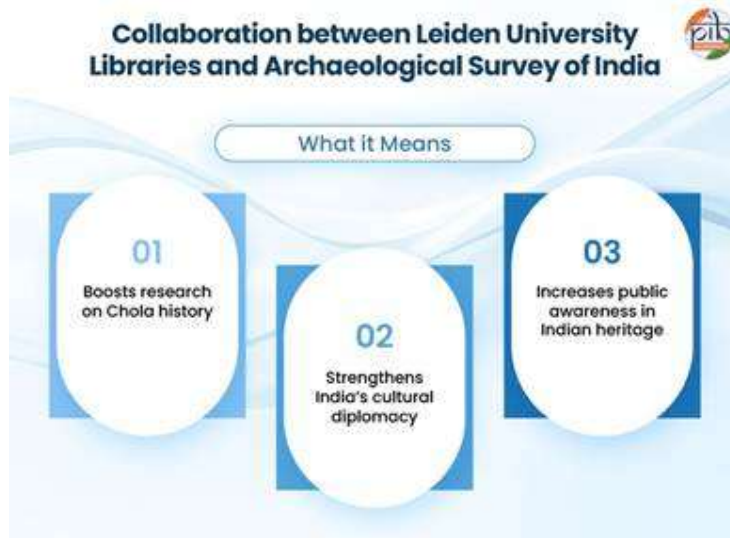 Collaboration between Leiden University
Libraries and Archaeological Survey of India
pib
What it Means
01
Boosts research
on Chola history
02
Strengthens
India's cultural
diplomacy
03
Increases public
awareness in
Indian heritage